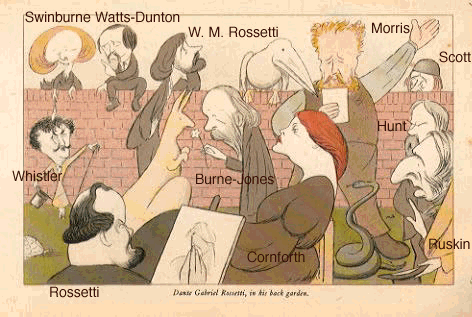 Swinburne Watts-Dunton
W. M. Rossetti
Morris
Scott
Hunt
Whistler
Burne-Jones
Cornforth
Ruskin
Rossetti
Dante Gabriel Rossetti, in his back garden.